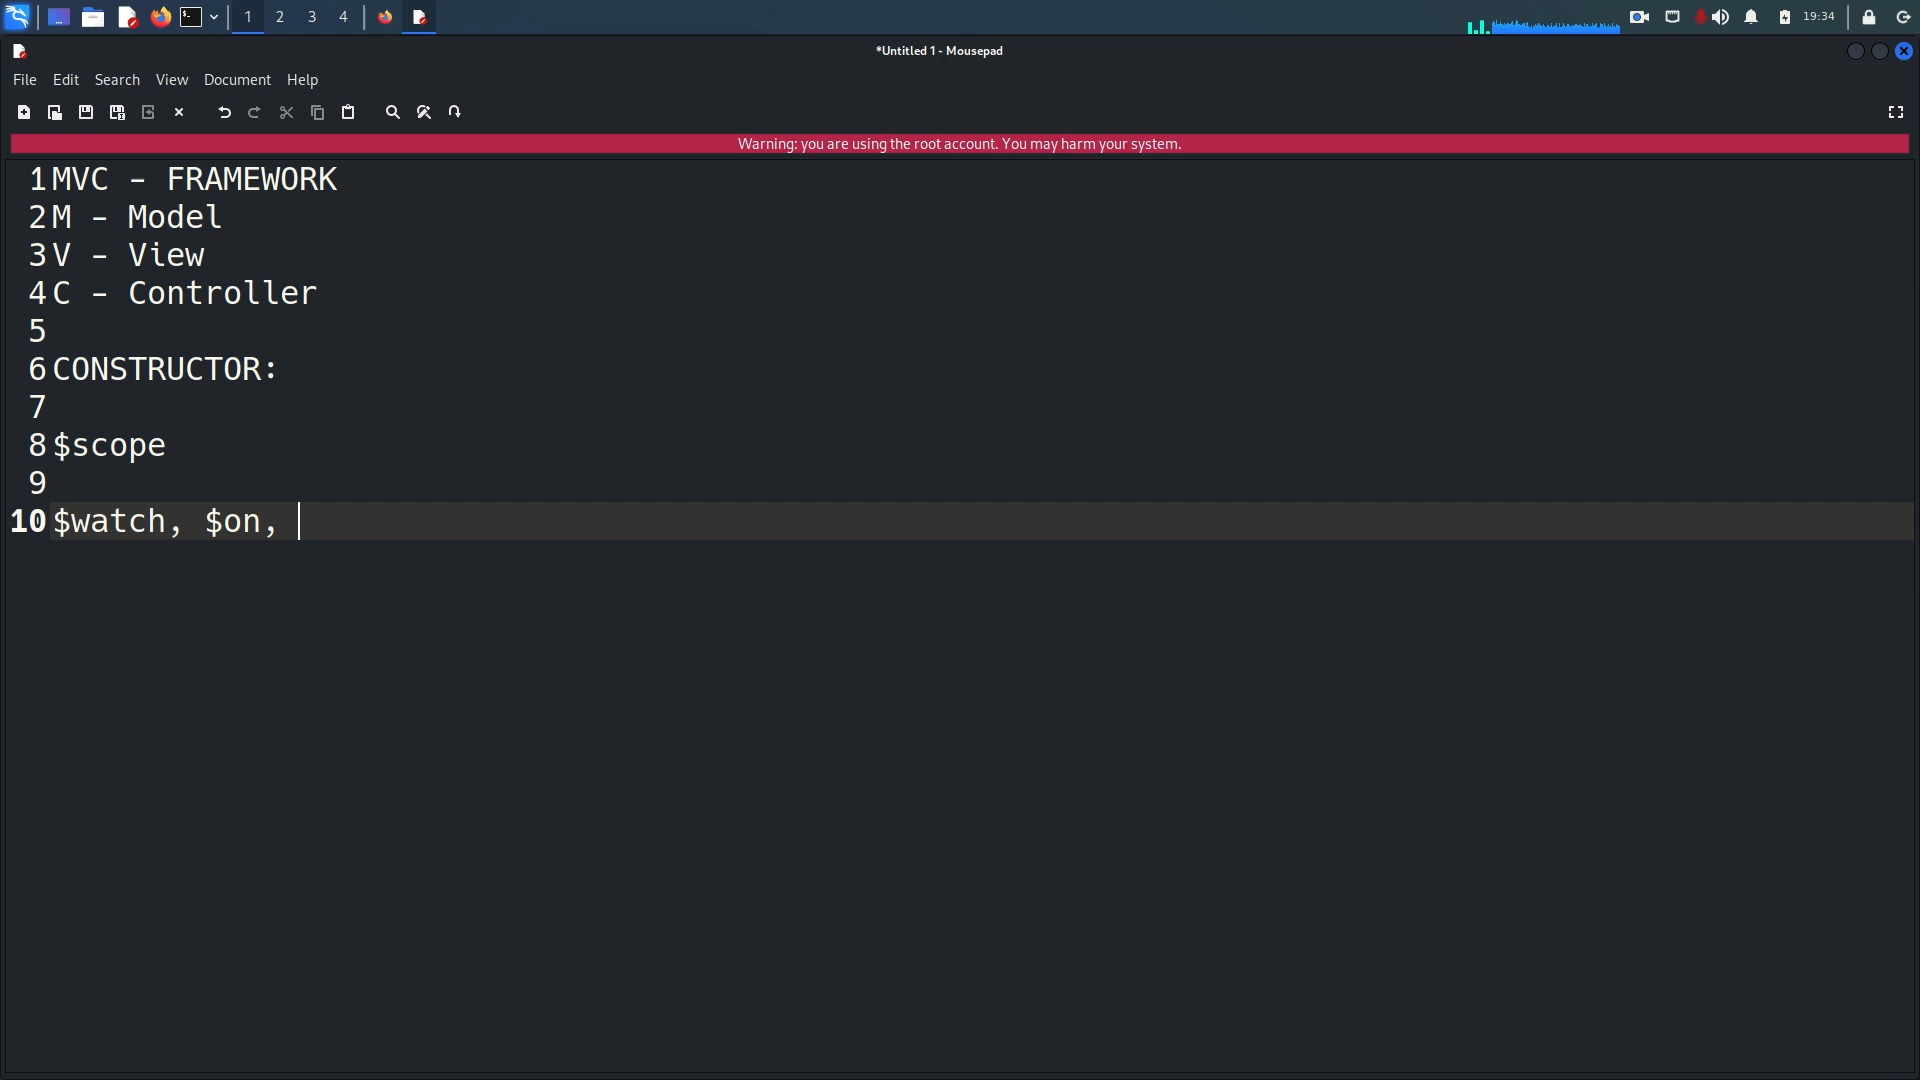 1 2 3 4
19:34
*Untitled 1 - Mousepad
File Edit Search View Document Help
Warning: you are using the root account. You may harm your system.
1 MVC - FRAMEWORK
2 M - Model
3 V - View
4 C - Controller
5
6 CONSTRUCTOR:
7
8 $scope
9
10 $watch, $on,